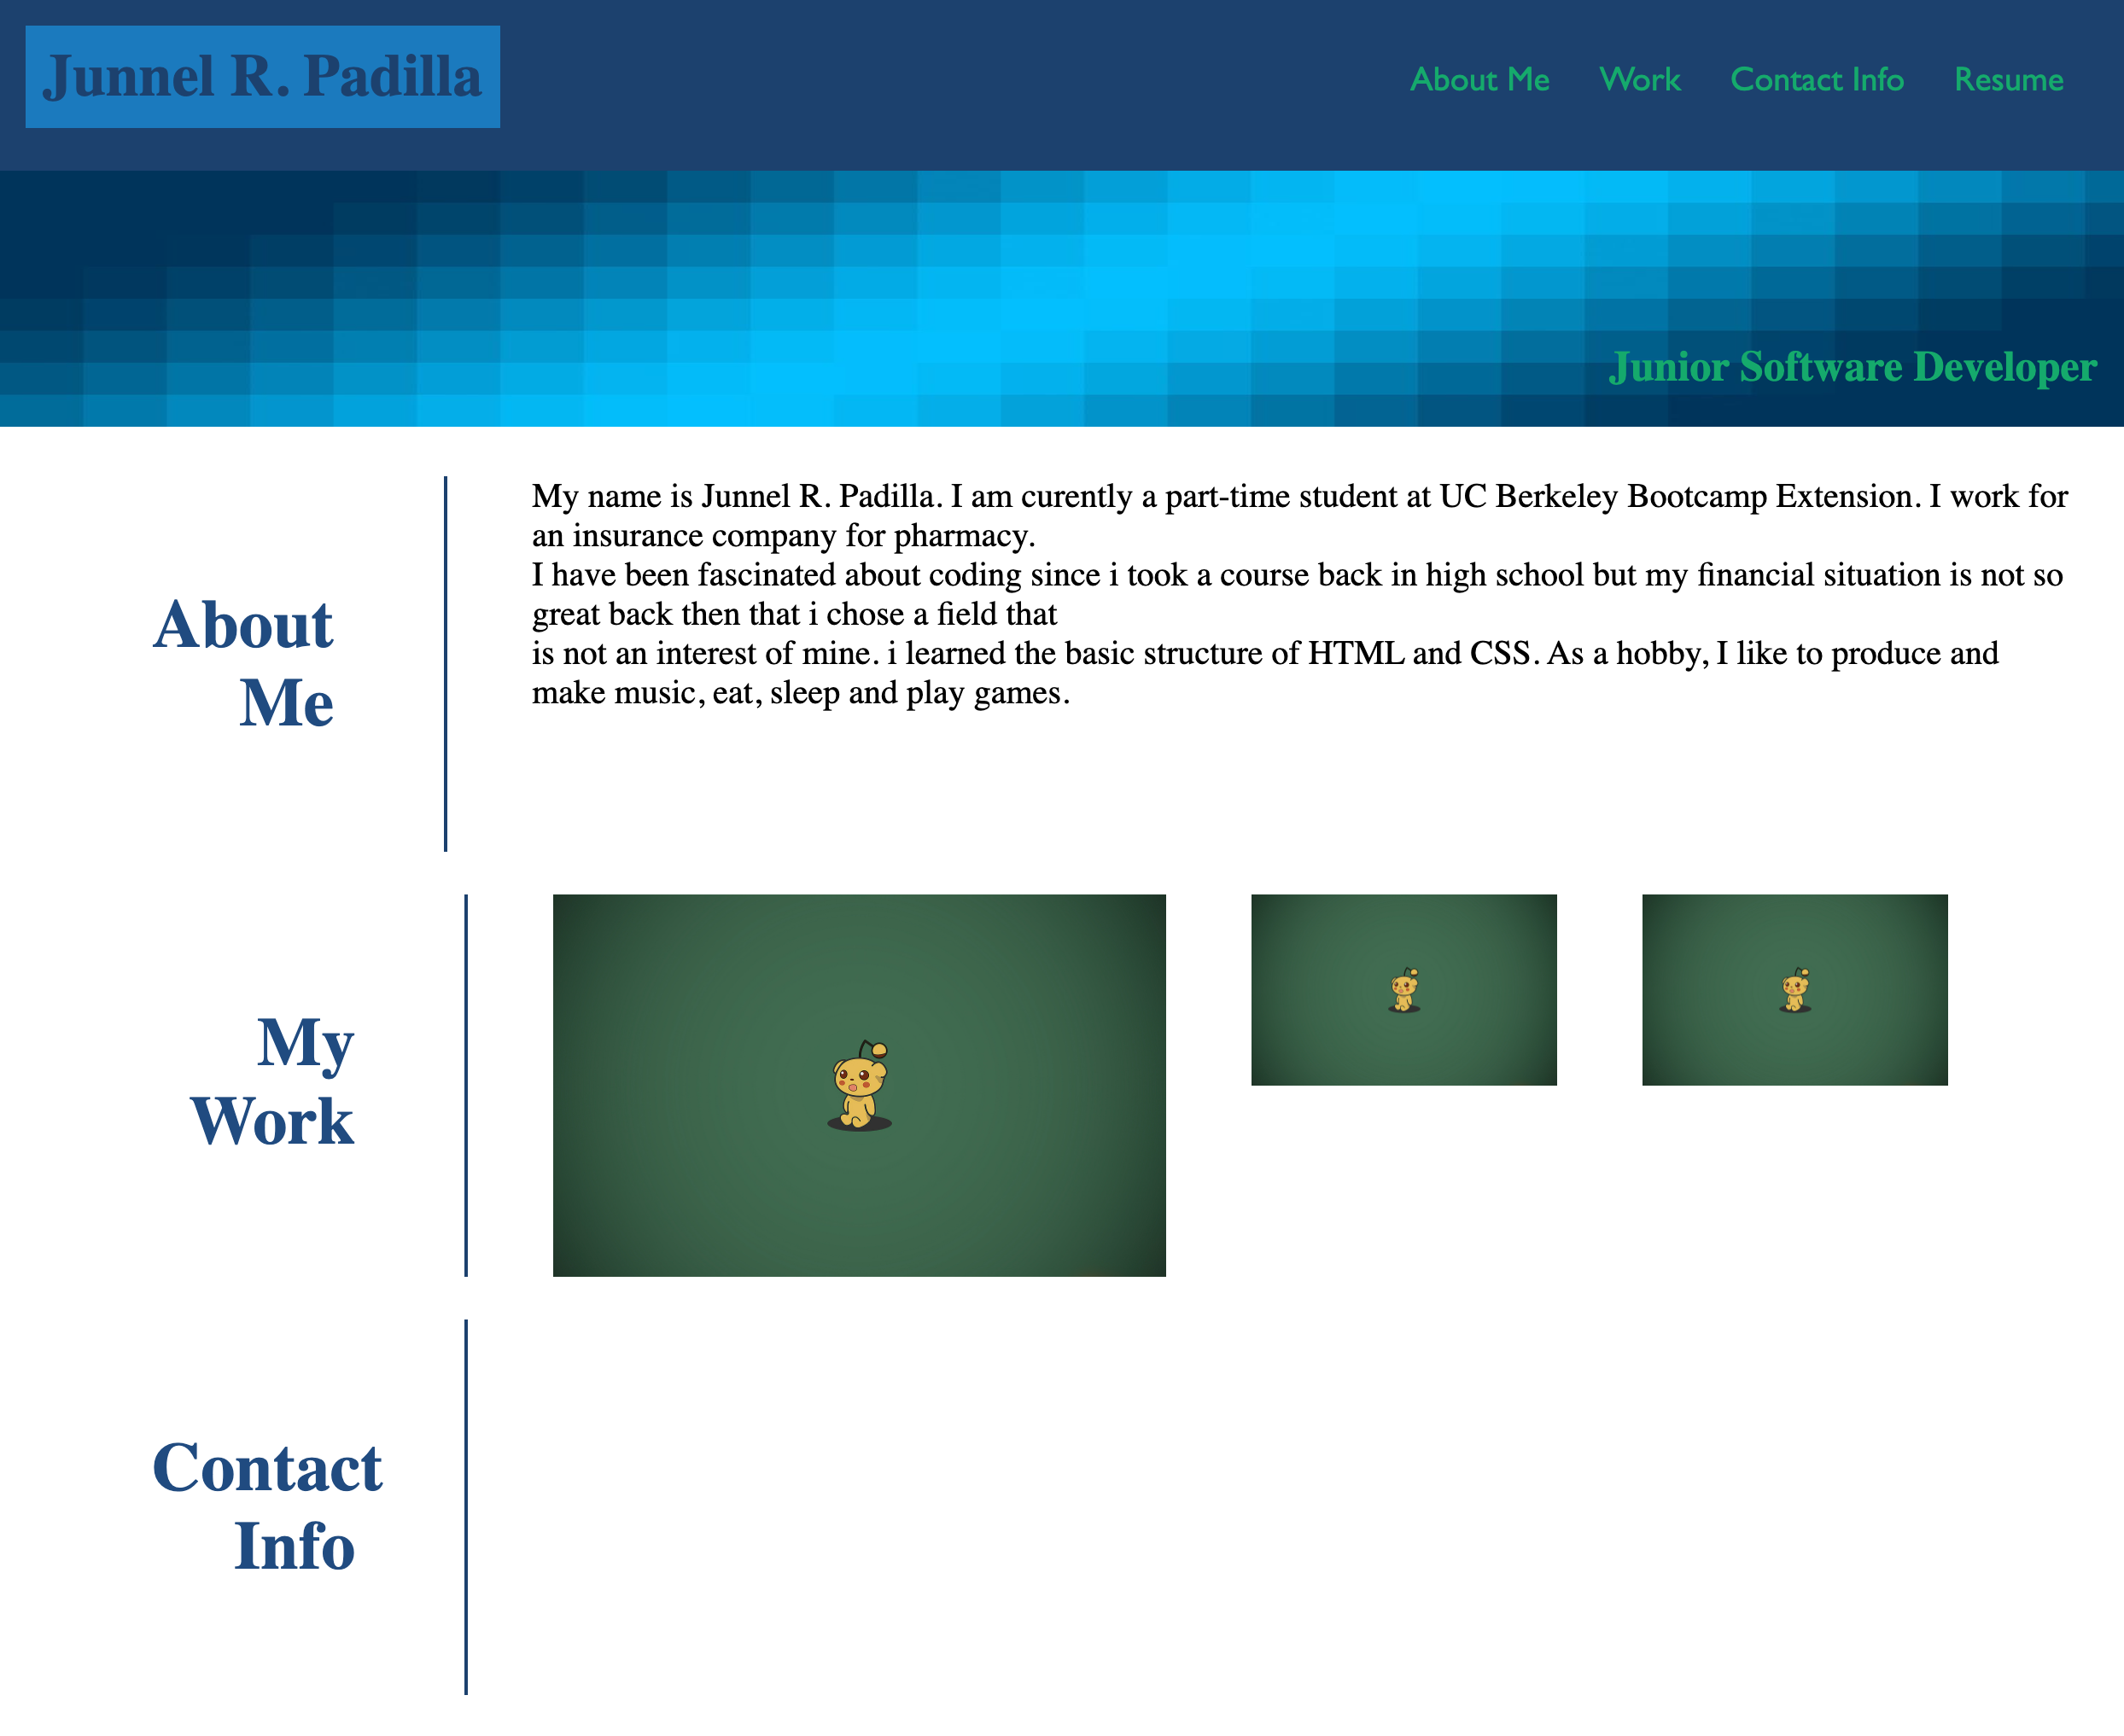 Junnel R. Padilla
About Me Work Contact Info Resume
Junior Software Developer
About
Me
My name is Junnel R. Padilla. I am curently a part-time student at UC Berkeley Bootcamp Extension. I work for
an insurance company for pharmacy.
I have been fascinated about coding since i took a course back in high school but my financial situation is not so
great back then that i chose a field that
is not an interest of mine. i learned the basic structure of HTML and CSS. As a hobby, I like to produce and
make music, eat, sleep and play games.
My
Work
Contact
Info